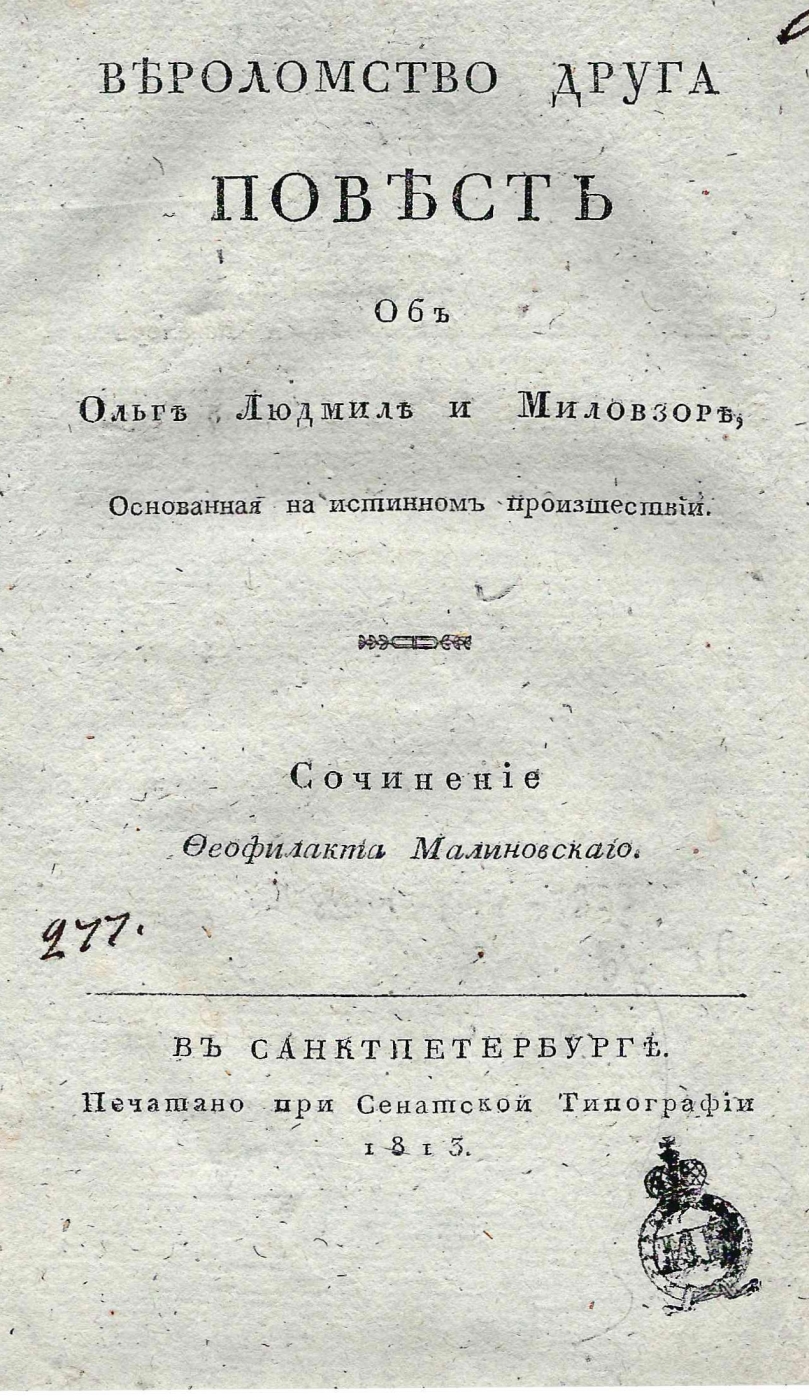 ВѢРОЛОМСТВО ДРУГА
ПОВѢСТЬ
Объ
Ольгѣ, Людмилѣ и Миловзорѣ,
Основанная на истинномъ произшествіи.
Сочиненіе
Ѳеофилакта Малиновскаго.
277.
ВЪ САНКТПЕТЕРБУРГѢ.
Печатано при Сенатской Типографіи
1813.